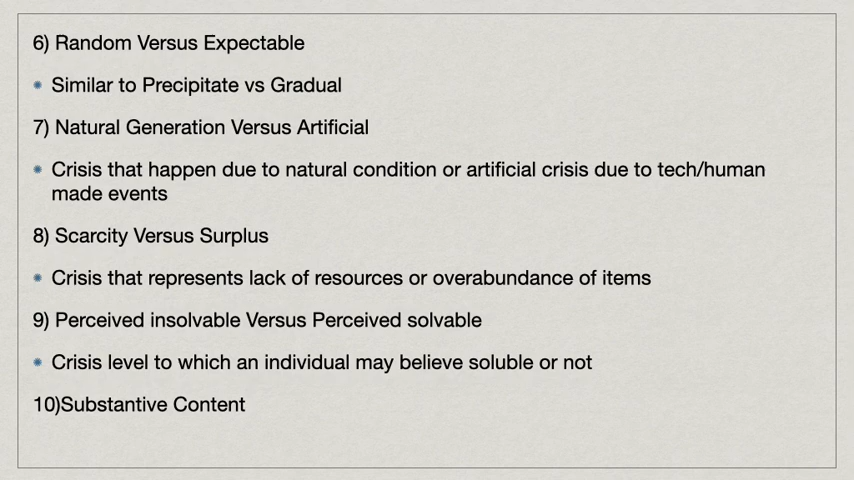 6) Random Versus Expectable
Similar to Precipitate vs Gradual
7) Natural Generation Versus Artificial
Crisis that happen due to natural condition or artificial crisis due to tech/human
made events
8) Scarcity Versus Surplus
Crisis that represents lack of resources or overabundance of items
9) Perceived insolvable Versus Perceived solvable
Crisis level to which an individual may believe soluble or not
10)Substantive Content